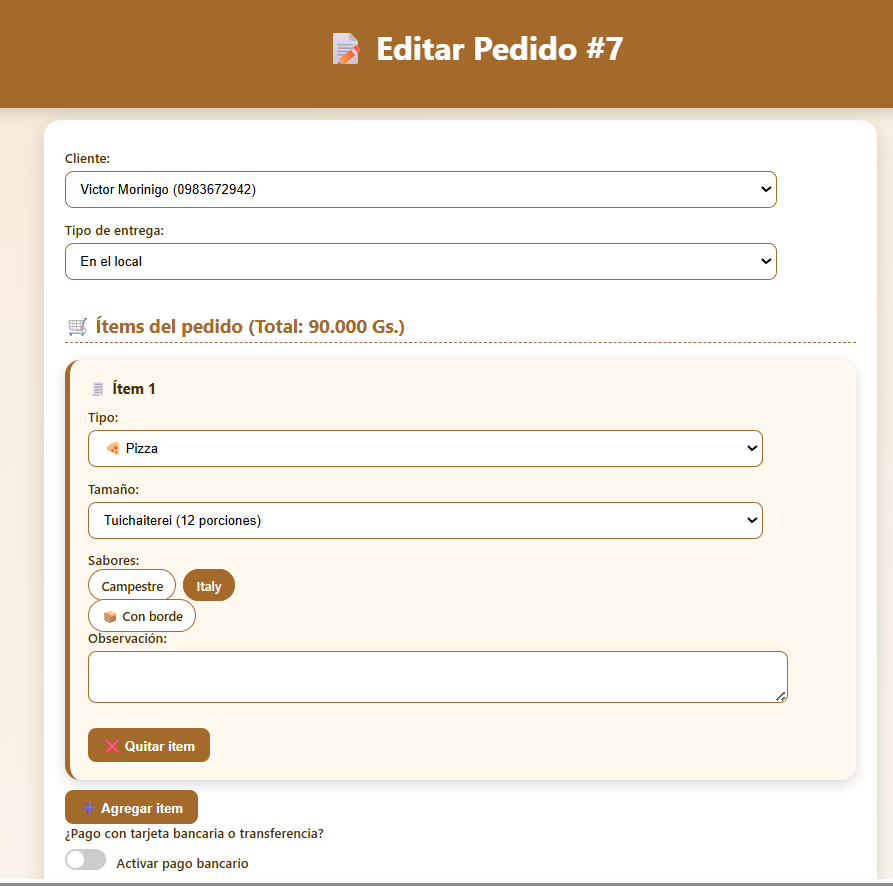 Editar Pedido #7
Cliente:
Victor Morinigo (0983672942)
Tipo de entrega:
En el local
Ítems del pedido (Total: 90.000 Gs.)
Ítem 1
Tipo:
Pizza
Tamaño:
Tuichaiterei (12 porciones)
Sabores:
Campestre Italy
Con borde
Observación:
Quitar ítem
Agregar ítem
¿Pago con tarjeta bancaria o transferencia?
Activar pago bancario